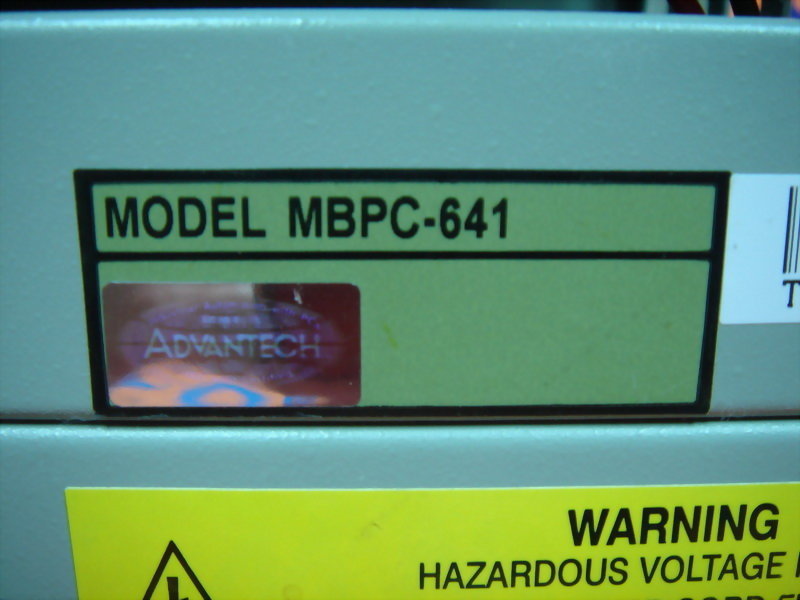 MODEL MBPC-641
ADVANTECH
T
WARNING
HAZARDOUS VOLTAGE